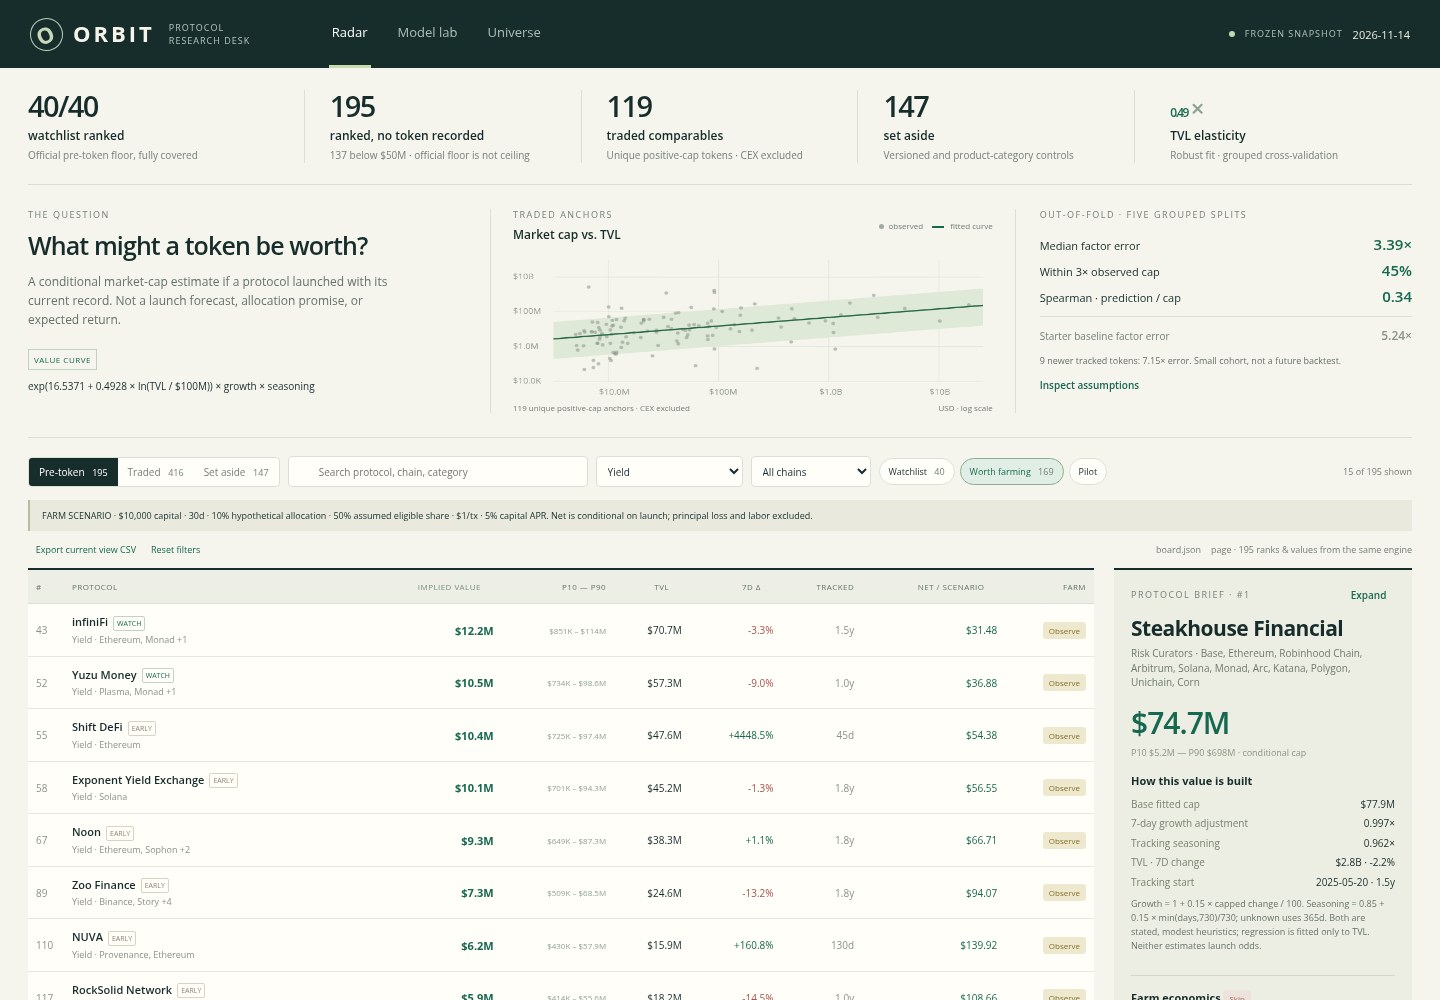 ORBIT
PROTOCOL
RESEARCH DESK
Radar
Model lab
Universe
FROZEN SNAPSHOT 2026-11-14
40/40
watchlist ranked
Official pre-token floor, fully covered
195
ranked, no token recorded
137 below $50M · official floor is not ceiling
119
traded comparables
Unique positive-cap tokens · CEX excluded
147
set aside
Versioned and product-category controls
0.49 ×
TVL elasticity
Robust fit · grouped cross-validation
THE QUESTION
What might a token be worth?
A conditional market-cap estimate if a protocol launched with its
current record. Not a launch forecast, allocation promise, or
expected return.
VALUE CURVE
exp(16.5371 + 0.4928 × ln(TVL / $100M)) × growth × seasoning
TRADED ANCHORS
Market cap vs. TVL
observed
fitted curve
$10B
$100M
$1.0M
$10.0K
$10.0M
$100M
$1.0B
$10B
119 unique positive-cap anchors · CEX excluded
USD · log scale
OUT-OF-FOLD · FIVE GROUPED SPLITS
Median factor error 3.39×
Within 3× observed cap 45%
Spearman · prediction / cap 0.34
Starter baseline factor error 5.24×
9 newer tracked tokens: 7.15× error. Small cohort, not a future backtest.
Inspect assumptions
Pre-token 195
Traded 416
Set aside 147
Search protocol, chain, category
Yield
All chains
Watchlist 40
Worth farming 169
Pilot
15 of 195 shown
FARM SCENARIO · $10,000 capital · 30d · 10% hypothetical allocation · 50% assumed eligible share · $1/tx · 5% capital APR. Net is conditional on launch; principal loss and labor excluded.
Export current view CSV
Reset filters
board.json
page · 195 ranks & values from the same engine
# PROTOCOL IMPLIED VALUE P10 — P90 TVL 7D Δ TRACKED NET / SCENARIO FARM
43 infiniFi WATCH $12.2M $851K – $114M $70.7M -3.3% 1.5y $31.48 Observe
Yield · Ethereum, Monad +1
52 Yuzu Money WATCH $10.5M $734K – $98.6M $57.3M -9.0% 1.0y $36.88 Observe
Yield · Plasma, Monad +1
55 Shift DeFi EARLY $10.4M $725K – $97.4M $47.6M +4448.5% 45d $54.38 Observe
Yield · Ethereum
58 Exponent Yield Exchange EARLY $10.1M $701K – $94.3M $45.2M -1.3% 1.8y $56.55 Observe
Yield · Solana
67 Noon EARLY $9.3M $649K – $87.3M $38.3M +1.1% 1.8y $66.71 Observe
Yield · Ethereum, Sophon +2
89 Zoo Finance EARLY $7.3M $509K – $68.5M $24.6M -13.2% 1.8y $94.07 Observe
Yield · Binance, Story +4
110 NUVA EARLY $6.2M $430K – $57.9M $15.9M +160.8% 130d $139.92 Observe
Yield · Provenance, Ethereum
117 RockSolid Network EARLY $5.9M $414K – $55.6M $18.2M -14.5% 1.0y $108.66 Observe
PROTOCOL BRIEF · #1
Expand
Steakhouse Financial
Risk Curators · Base, Ethereum, Robinhood Chain,
Arbitrum, Solana, Monad, Arc, Katana, Polygon,
Unichain, Corn
$74.7M
P10 $5.2M — P90 $698M · conditional cap
How this value is built
Base fitted cap $77.9M
7-day growth adjustment 0.997×
Tracking seasoning 0.962×
TVL · 7D change $2.8B · -2.2%
Tracking start 2025-05-20 · 1.5y
Growth = 1 + 0.15 × capped change / 100. Seasoning = 0.85 +
0.15 × min(days,730)/730; unknown uses 365d. Both are
stated, modest heuristics; regression is fitted only to TVL.
Neither estimates launch odds.
Farm economics Skip